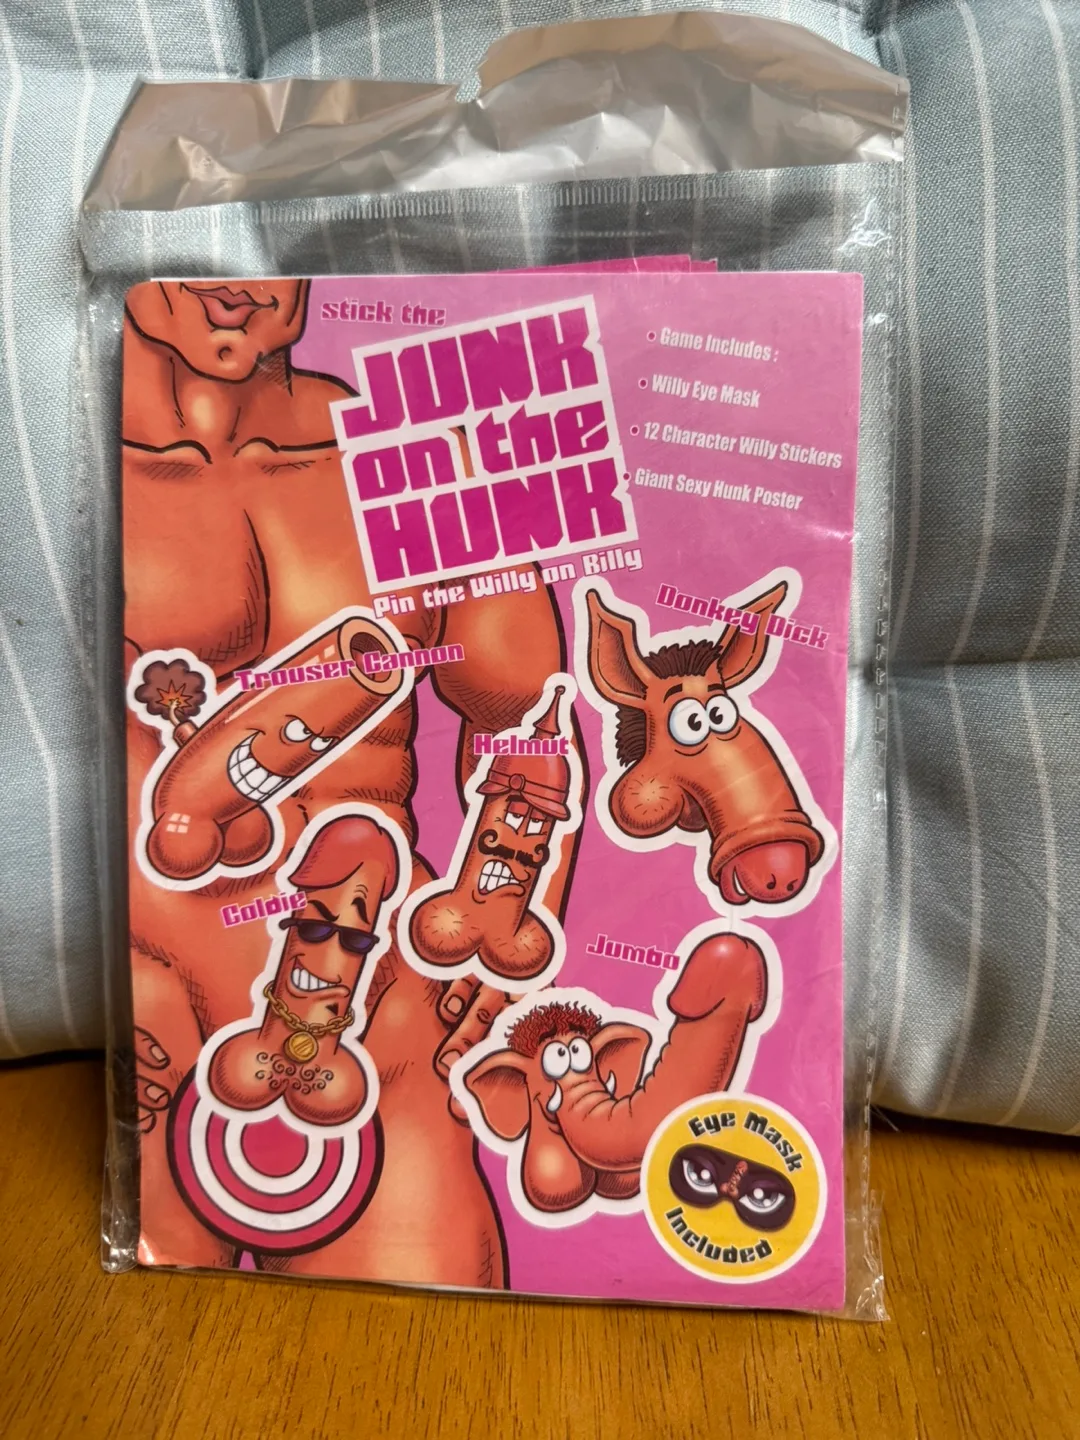 stick the
JUNK
on the
HUNK
Pin the Willy on Billy
• Game Includes :
• Willy Eye Mask
• 12 Character Willy Stickers
• Giant Sexy Hunk Poster
Donkey Dick
Trouser Cannon
Helmut
Goldie
Jumbo
Eye Mask
Included